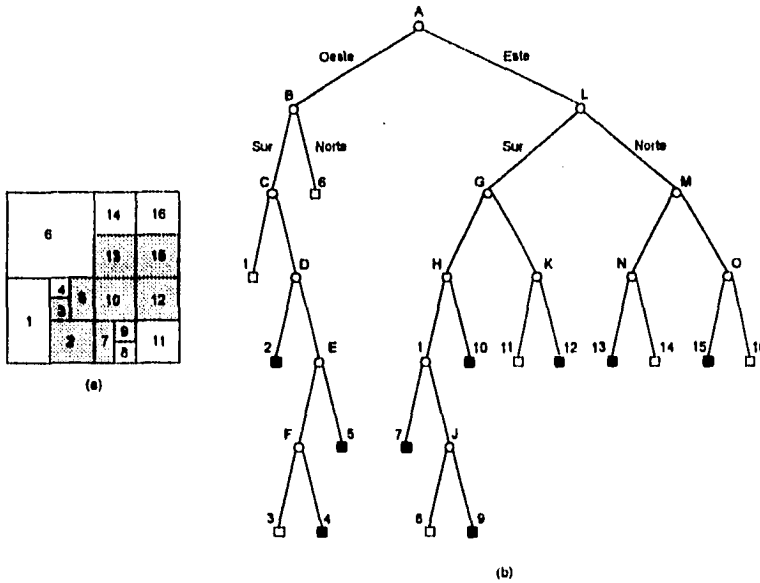 A
Oeste Este
B L
Sur Norte Sur Norte
C 6 G M
14 16
6
13 15
1 D H K N O
4 5 10 12
3
1
2 7 9 11
8
2 E I 10 11 12 13 14 15 16
(a)
F 5 7 J
3 4 8 9
(b)